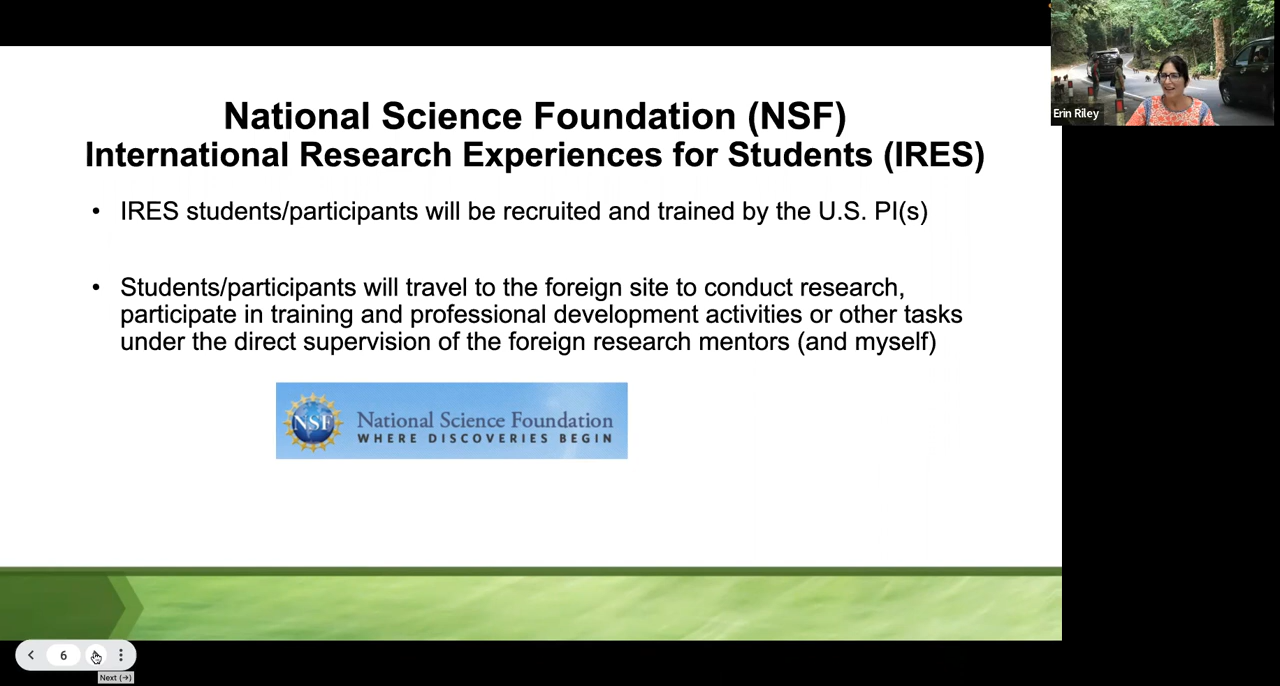 Erin Riley
National Science Foundation (NSF)
International Research Experiences for Students (IRES)
• IRES students/participants will be recruited and trained by the U.S. PI(s)
• Students/participants will travel to the foreign site to conduct research,
participate in training and professional development activities or other tasks
under the direct supervision of the foreign research mentors (and myself)
NSF
National Science Foundation
WHERE DISCOVERIES BEGIN
6
Next (→)